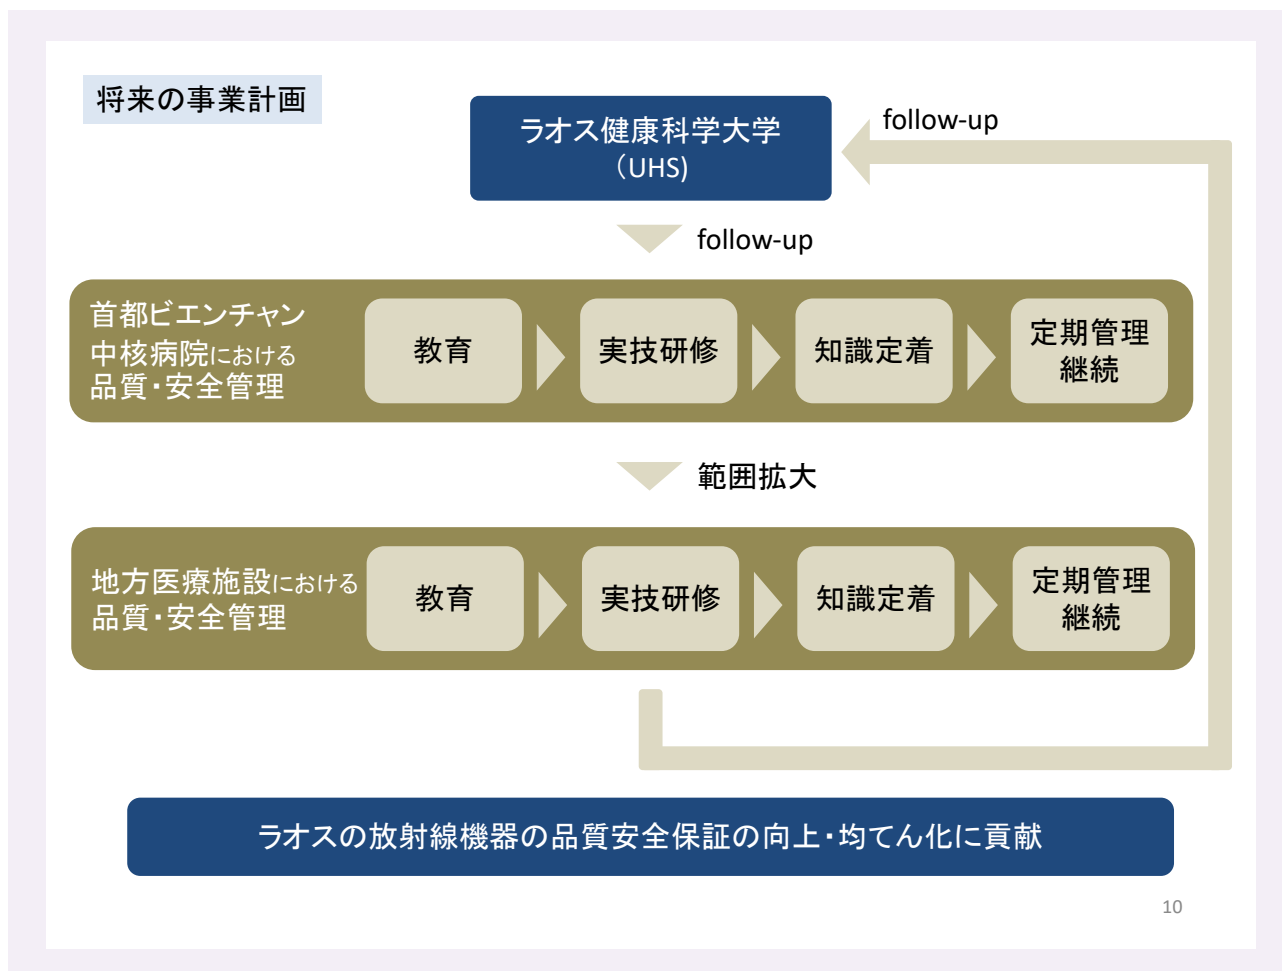 将来の事業計画
ラオス健康科学大学
（UHS)
follow-up
follow-up
首都ビエンチャン
中核病院における
品質・安全管理
教育
実技研修
知識定着
定期管理
継続
範囲拡大
地方医療施設における
品質・安全管理
教育
実技研修
知識定着
定期管理
継続
ラオスの放射線機器の品質安全保証の向上・均てん化に貢献
10